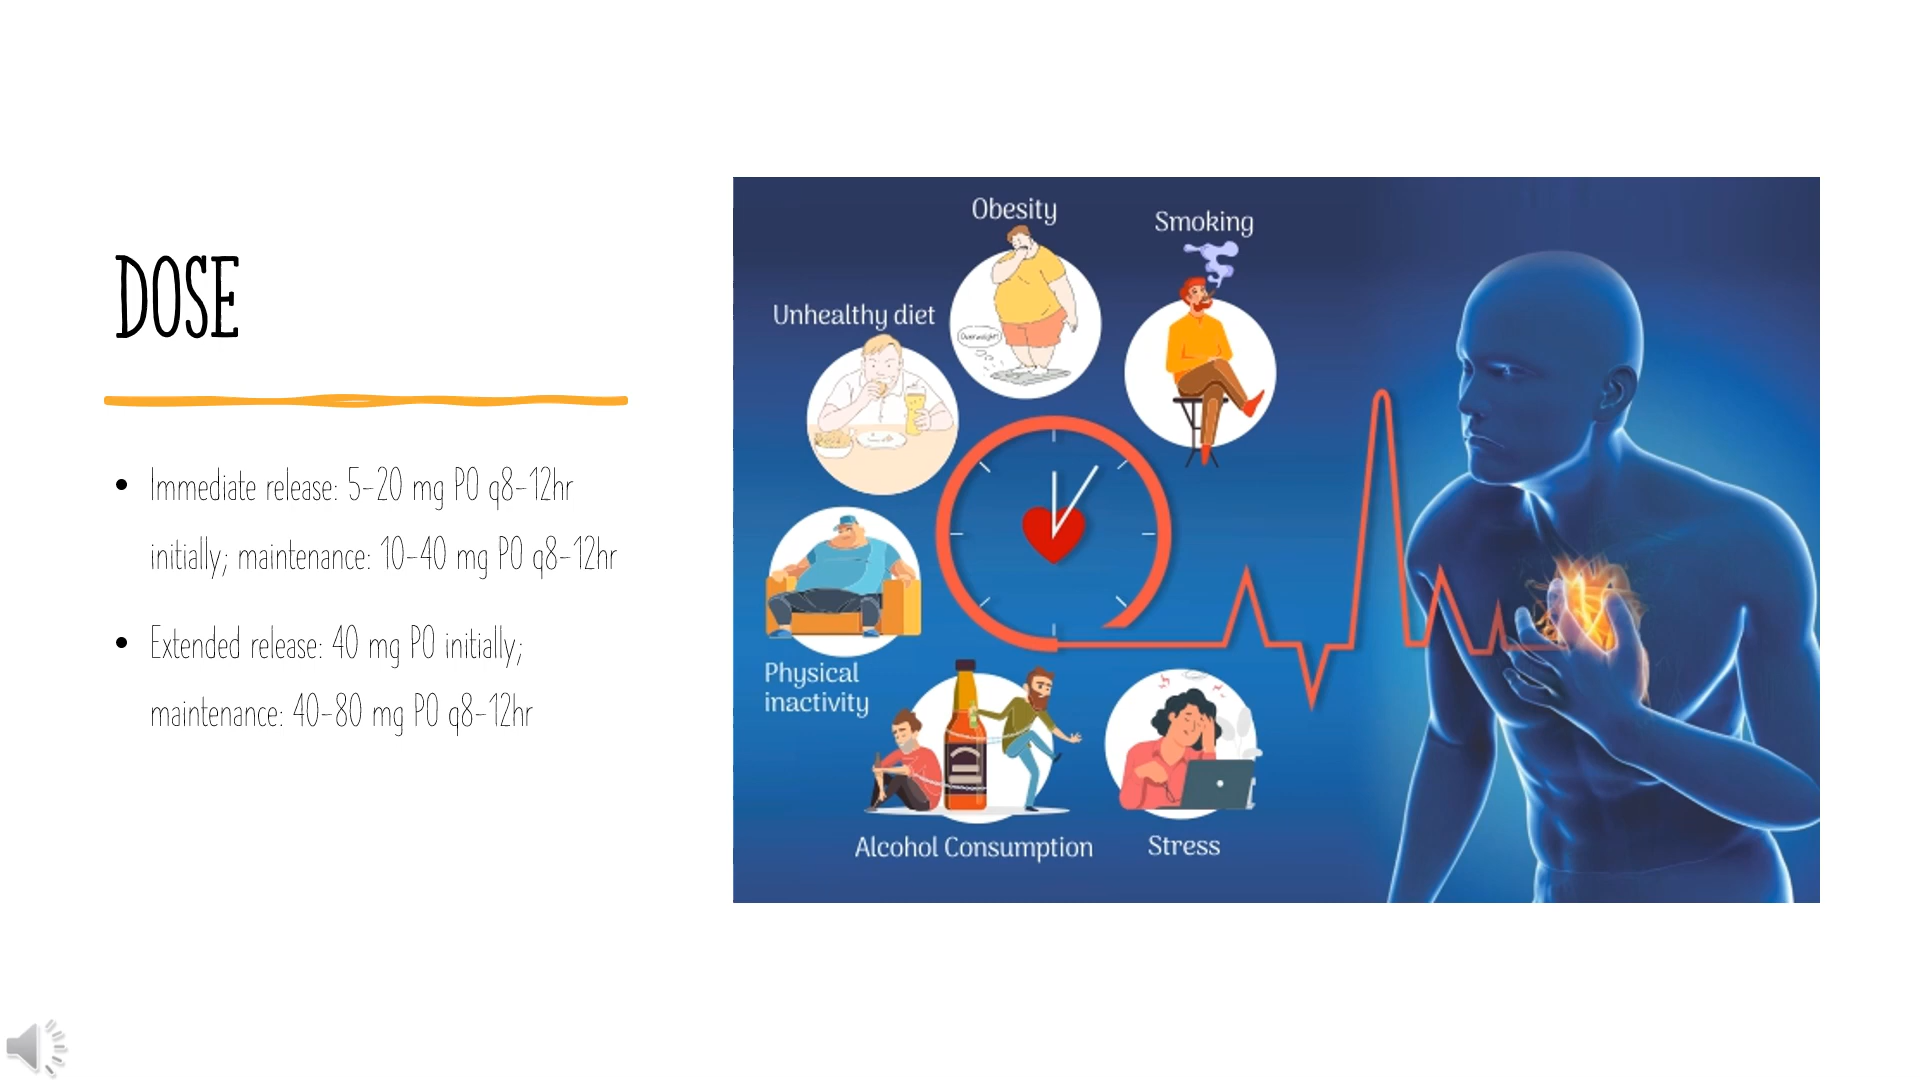 DOSE
• Immediate release: 5-20 mg PO q8-12hr
initially; maintenance: 10-40 mg PO q8-12hr
• Extended release: 40 mg PO initially;
maintenance: 40-80 mg PO q8-12hr
Obesity
Smoking
Unhealthy diet
Overweight!
Physical
inactivity
Alcohol Consumption
Stress